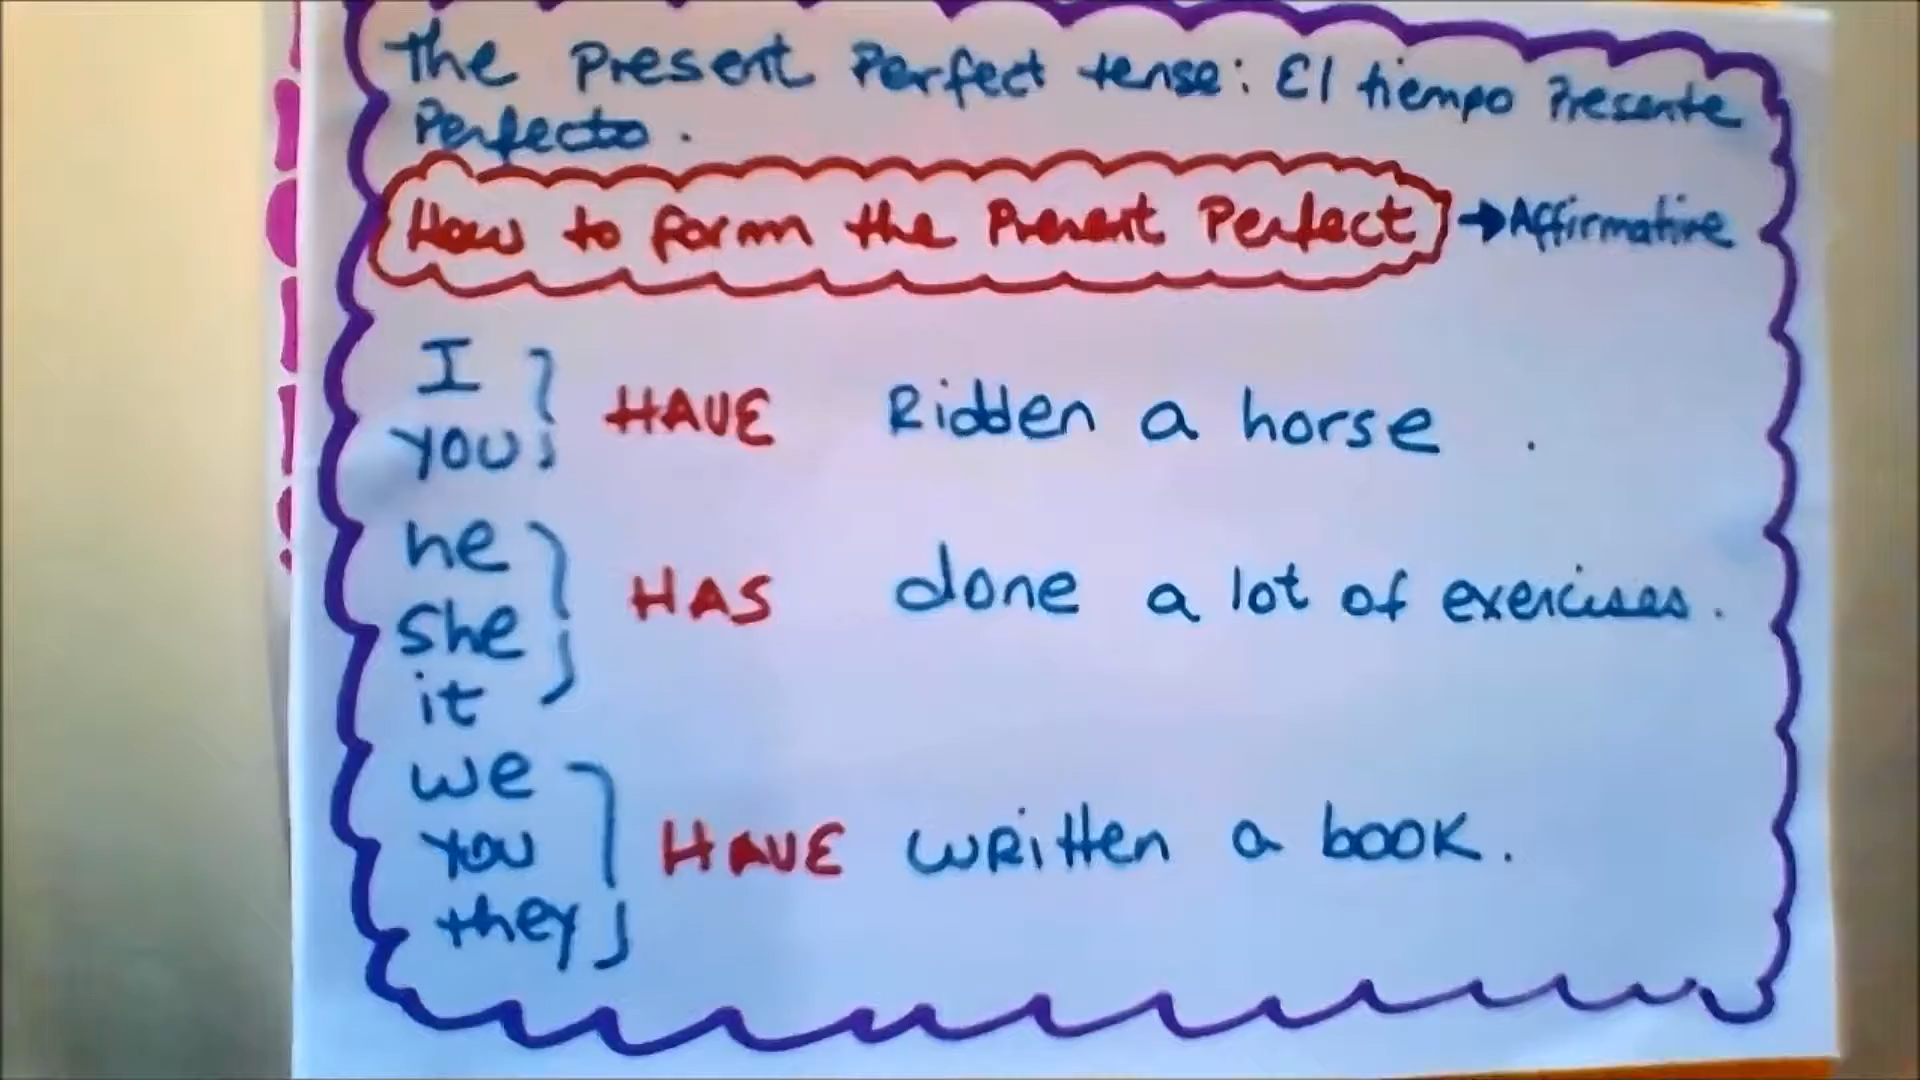 The Present Perfect tense: El tiempo Presente
Perfecto.
How to form the Present Perfect → Affirmative
I
you
HAVE Ridden a horse .
he
she
it
HAS done a lot of exercises.
we
you
they
HAVE written a book.